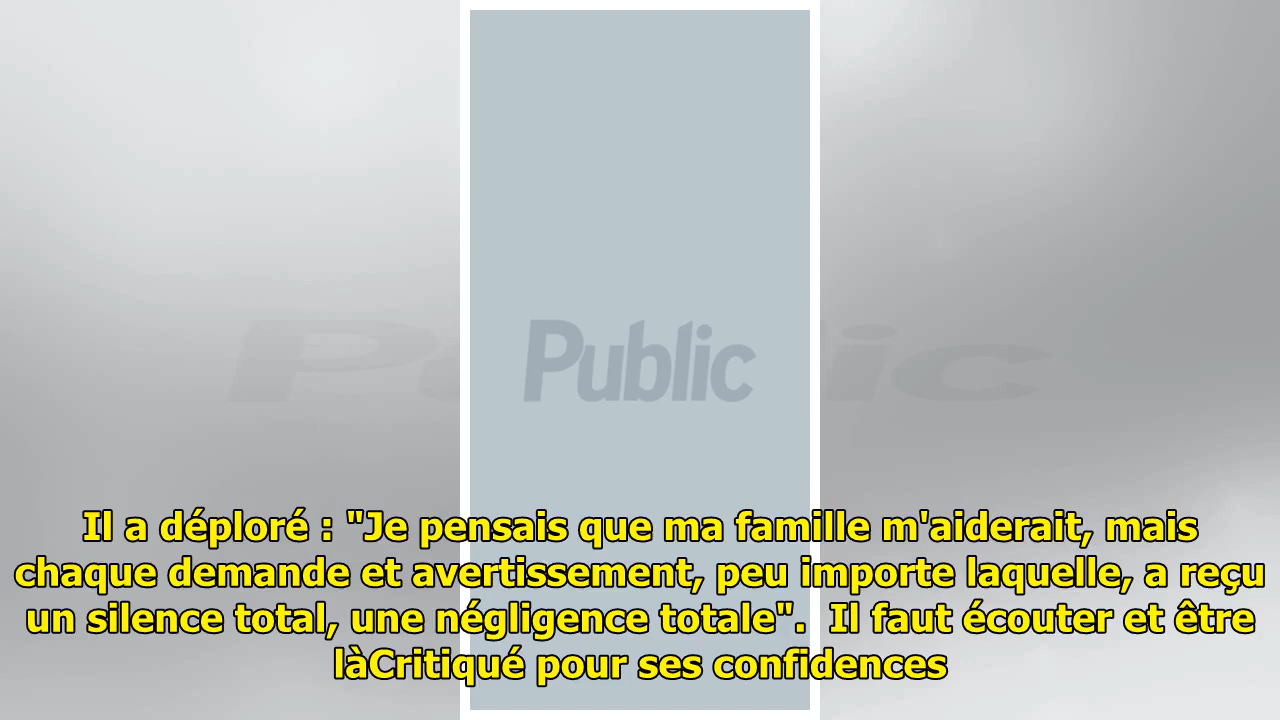 Public
Il a déploré : "Je pensais que ma famille m'aiderait, mais
chaque demande et avertissement, peu importe laquelle, a reçu
un silence total, une négligence totale".  Il faut écouter et être
làCritiqué pour ses confidences